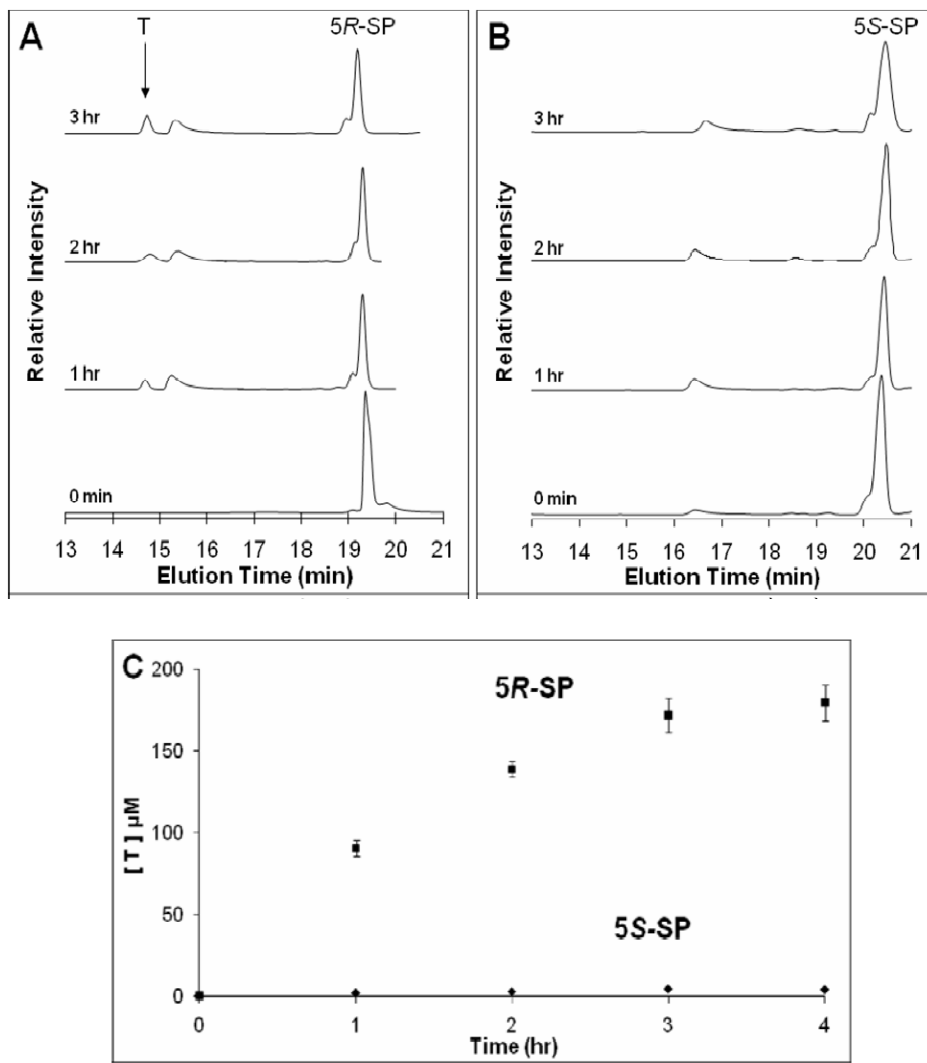 A
T
5R-SP
3 hr
2 hr
1 hr
0 min
Relative Intensity
13 14 15 16 17 18 19 20 21
Elution Time (min)
B
5S-SP
3 hr
2 hr
1 hr
0 min
Relative Intensity
13 14 15 16 17 18 19 20 21
Elution Time (min)
C
5R-SP
5S-SP
[ T ] µM
200
150
100
50
0
0 1 2 3 4
Time (hr)